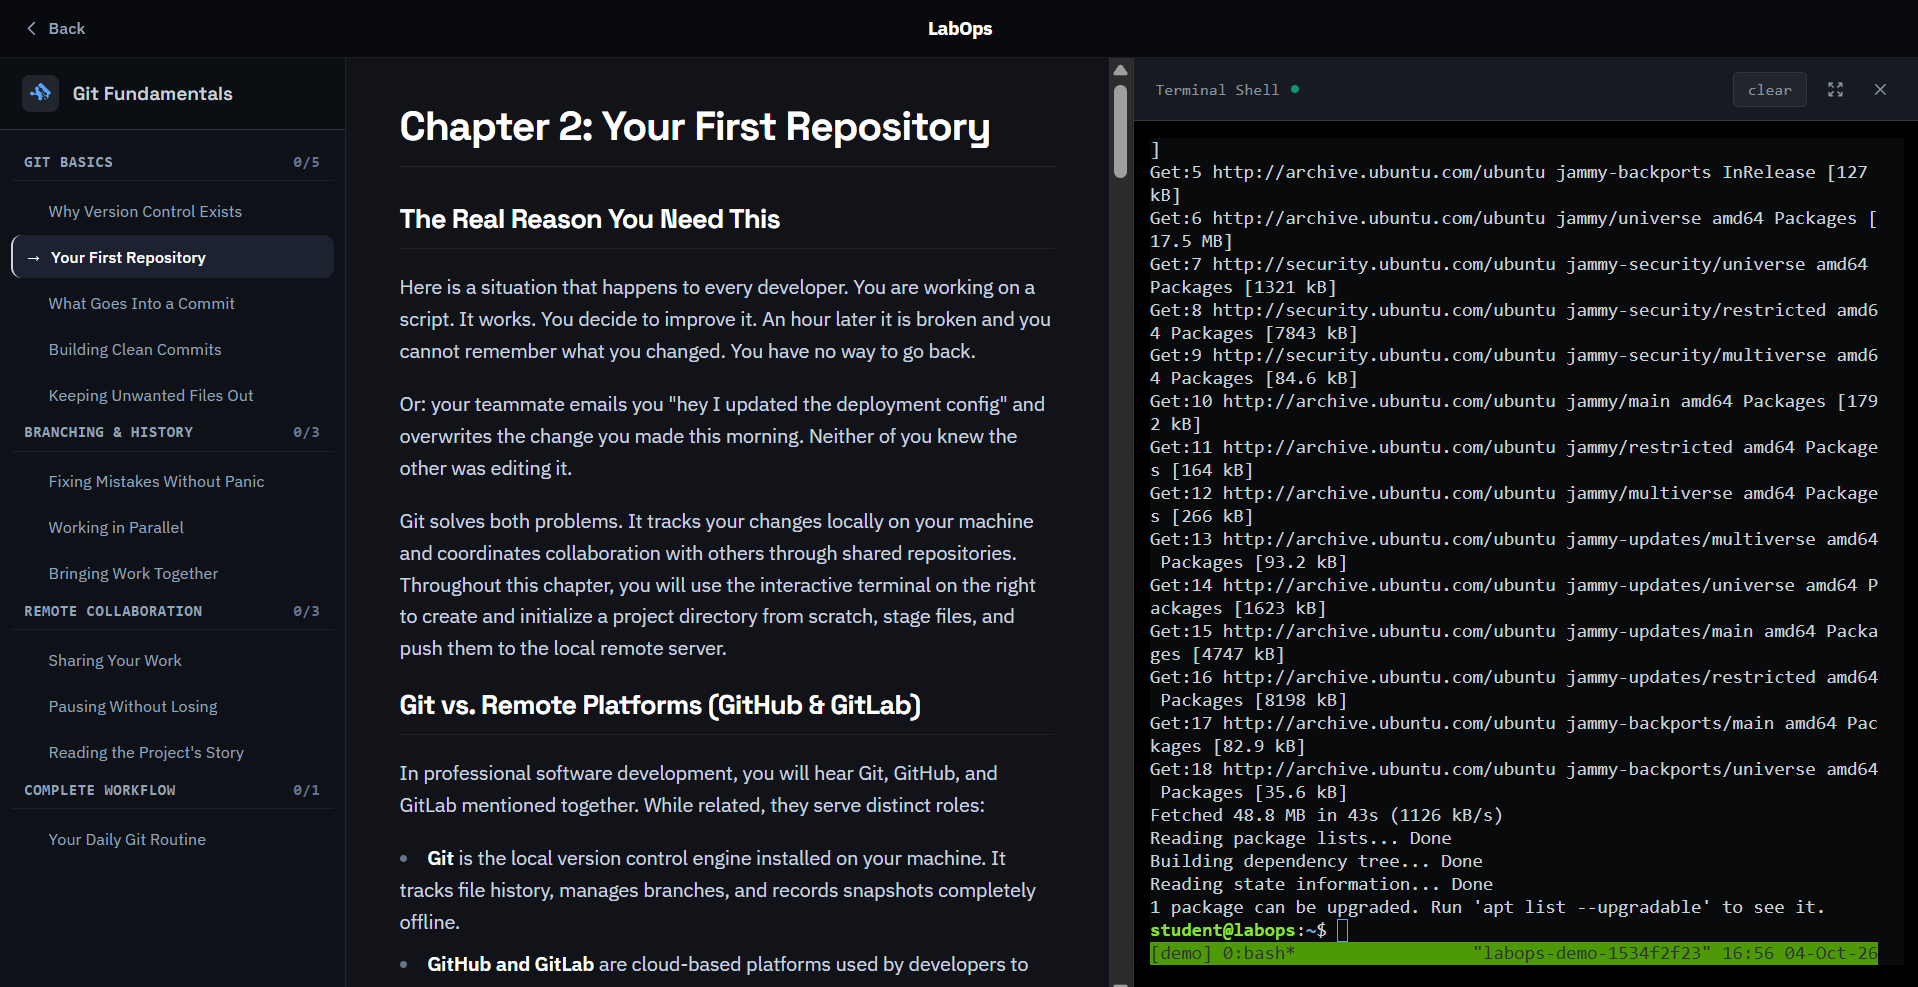 Back
LabOps
Git Fundamentals
GIT BASICS 0/5
Why Version Control Exists
→ Your First Repository
What Goes Into a Commit
Building Clean Commits
Keeping Unwanted Files Out
BRANCHING & HISTORY 0/3
Fixing Mistakes Without Panic
Working in Parallel
Bringing Work Together
REMOTE COLLABORATION 0/3
Sharing Your Work
Pausing Without Losing
Reading the Project's Story
COMPLETE WORKFLOW 0/1
Your Daily Git Routine
Chapter 2: Your First Repository
The Real Reason You Need This
Here is a situation that happens to every developer. You are working on a
script. It works. You decide to improve it. An hour later it is broken and you
cannot remember what you changed. You have no way to go back.
Or: your teammate emails you "hey I updated the deployment config" and
overwrites the change you made this morning. Neither of you knew the
other was editing it.
Git solves both problems. It tracks your changes locally on your machine
and coordinates collaboration with others through shared repositories.
Throughout this chapter, you will use the interactive terminal on the right
to create and initialize a project directory from scratch, stage files, and
push them to the local remote server.
Git vs. Remote Platforms (GitHub & GitLab)
In professional software development, you will hear Git, GitHub, and
GitLab mentioned together. While related, they serve distinct roles:
• Git is the local version control engine installed on your machine. It
tracks file history, manages branches, and records snapshots completely
offline.
• GitHub and GitLab are cloud-based platforms used by developers to
Terminal Shell
clear
]
Get:5 http://archive.ubuntu.com/ubuntu jammy-backports InRelease [127
kB]
Get:6 http://archive.ubuntu.com/ubuntu jammy/universe amd64 Packages [
17.5 MB]
Get:7 http://security.ubuntu.com/ubuntu jammy-security/universe amd64
Packages [1321 kB]
Get:8 http://security.ubuntu.com/ubuntu jammy-security/restricted amd6
4 Packages [7843 kB]
Get:9 http://security.ubuntu.com/ubuntu jammy-security/multiverse amd6
4 Packages [84.6 kB]
Get:10 http://archive.ubuntu.com/ubuntu jammy/main amd64 Packages [179
2 kB]
Get:11 http://archive.ubuntu.com/ubuntu jammy/restricted amd64 Package
s [164 kB]
Get:12 http://archive.ubuntu.com/ubuntu jammy/multiverse amd64 Package
s [266 kB]
Get:13 http://archive.ubuntu.com/ubuntu jammy-updates/multiverse amd64
Packages [93.2 kB]
Get:14 http://archive.ubuntu.com/ubuntu jammy-updates/universe amd64 P
ackages [1623 kB]
Get:15 http://archive.ubuntu.com/ubuntu jammy-updates/main amd64 Packa
ges [4747 kB]
Get:16 http://archive.ubuntu.com/ubuntu jammy-updates/restricted amd64
Packages [8198 kB]
Get:17 http://archive.ubuntu.com/ubuntu jammy-backports/main amd64 Pac
kages [82.9 kB]
Get:18 http://archive.ubuntu.com/ubuntu jammy-backports/universe amd64
Packages [35.6 kB]
Fetched 48.8 MB in 43s (1126 kB/s)
Reading package lists... Done
Building dependency tree... Done
Reading state information... Done
1 package can be upgraded. Run 'apt list --upgradable' to see it.
student@labops:~$
[demo] 0:bash* "labops-demo-1534f2f23" 16:56 04-Oct-26